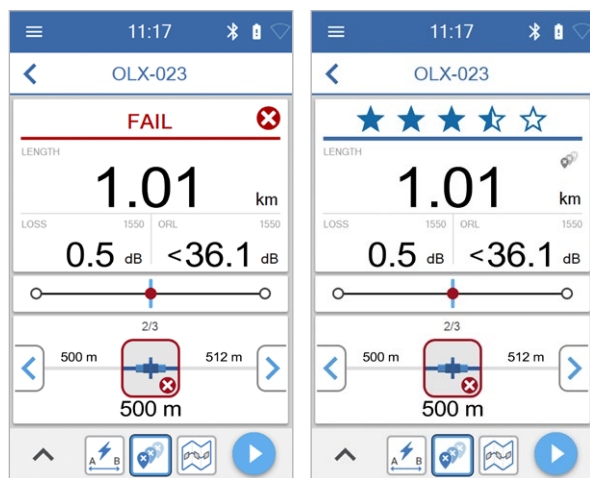 11:17
OLX-023
FAIL
LENGTH
1.01 km
LOSS 1550 ORL 1550
0.5 dB <36.1 dB
2/3
500 m 512 m
500 m
A B
11:17
OLX-023
LENGTH
1.01 km
LOSS 1550 ORL 1550
0.5 dB <36.1 dB
2/3
500 m 512 m
500 m
A B